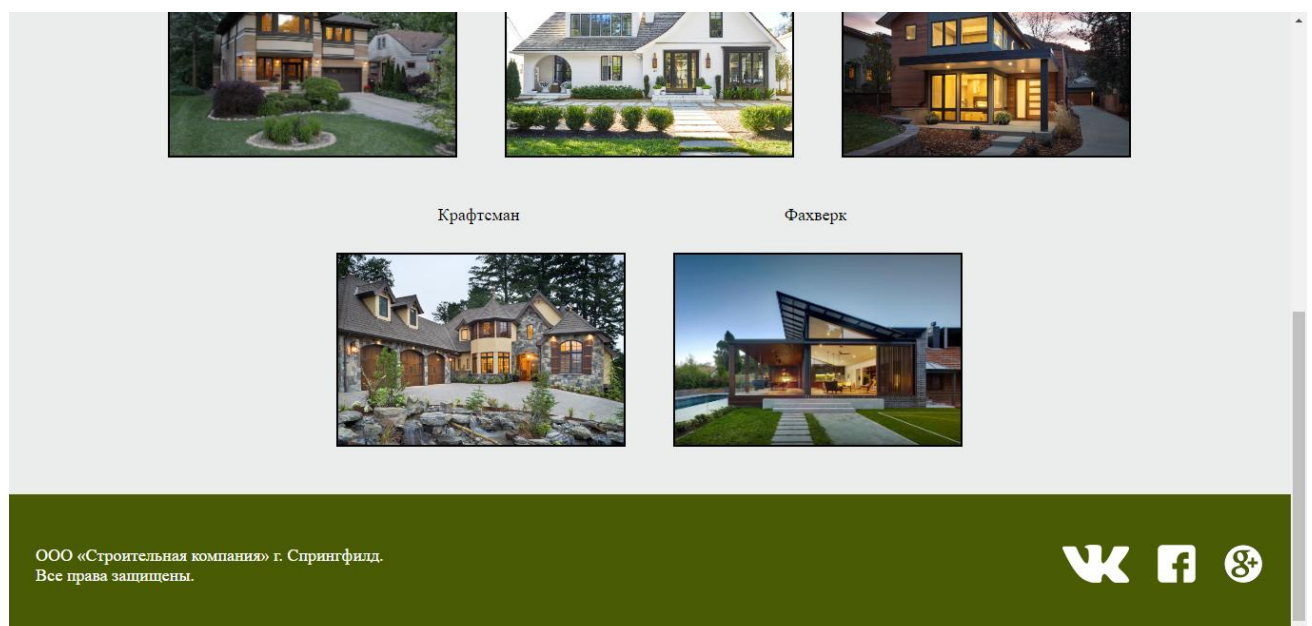 Крафтсман
Фахверк
ООО «Строительная компания» г. Спрингфилд.
Все права защищены.